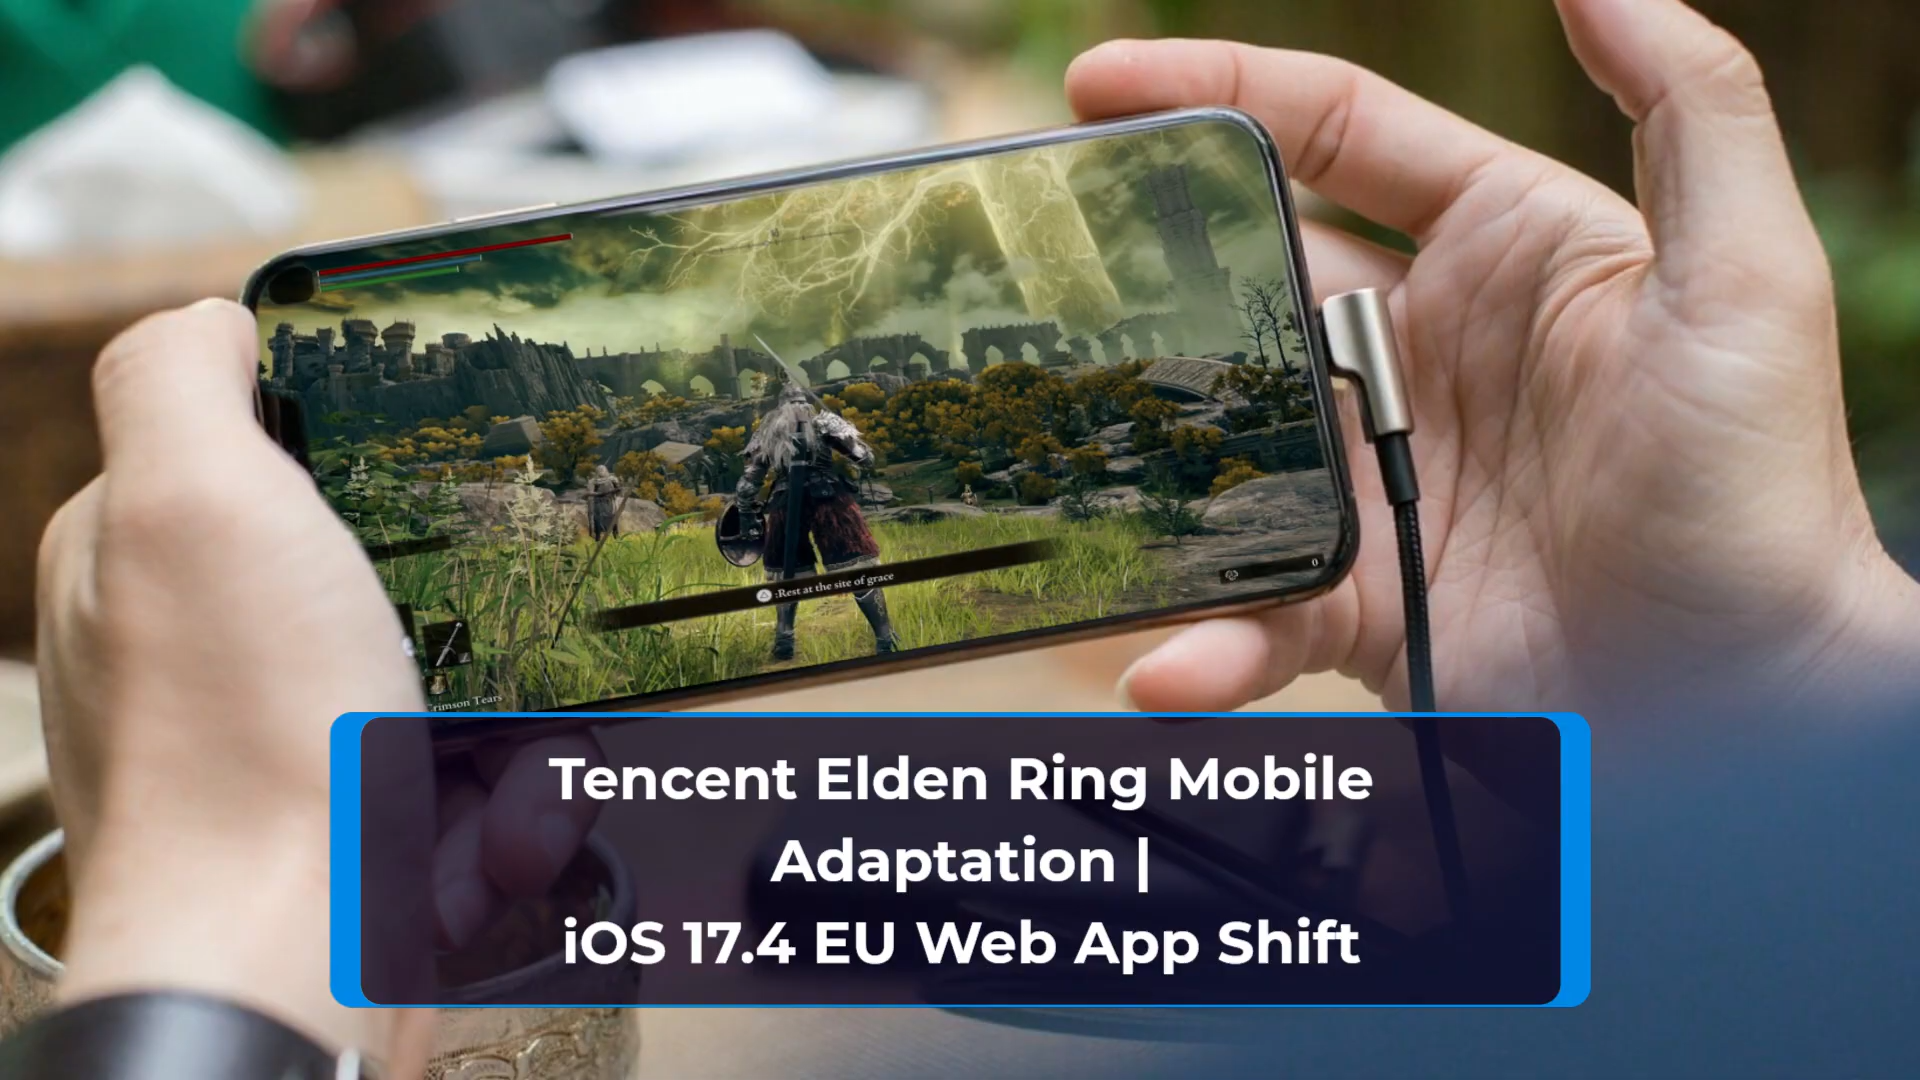 :Rest at the site of grace
0
Crimson Tears
Tencent Elden Ring Mobile
Adaptation |
iOS 17.4 EU Web App Shift